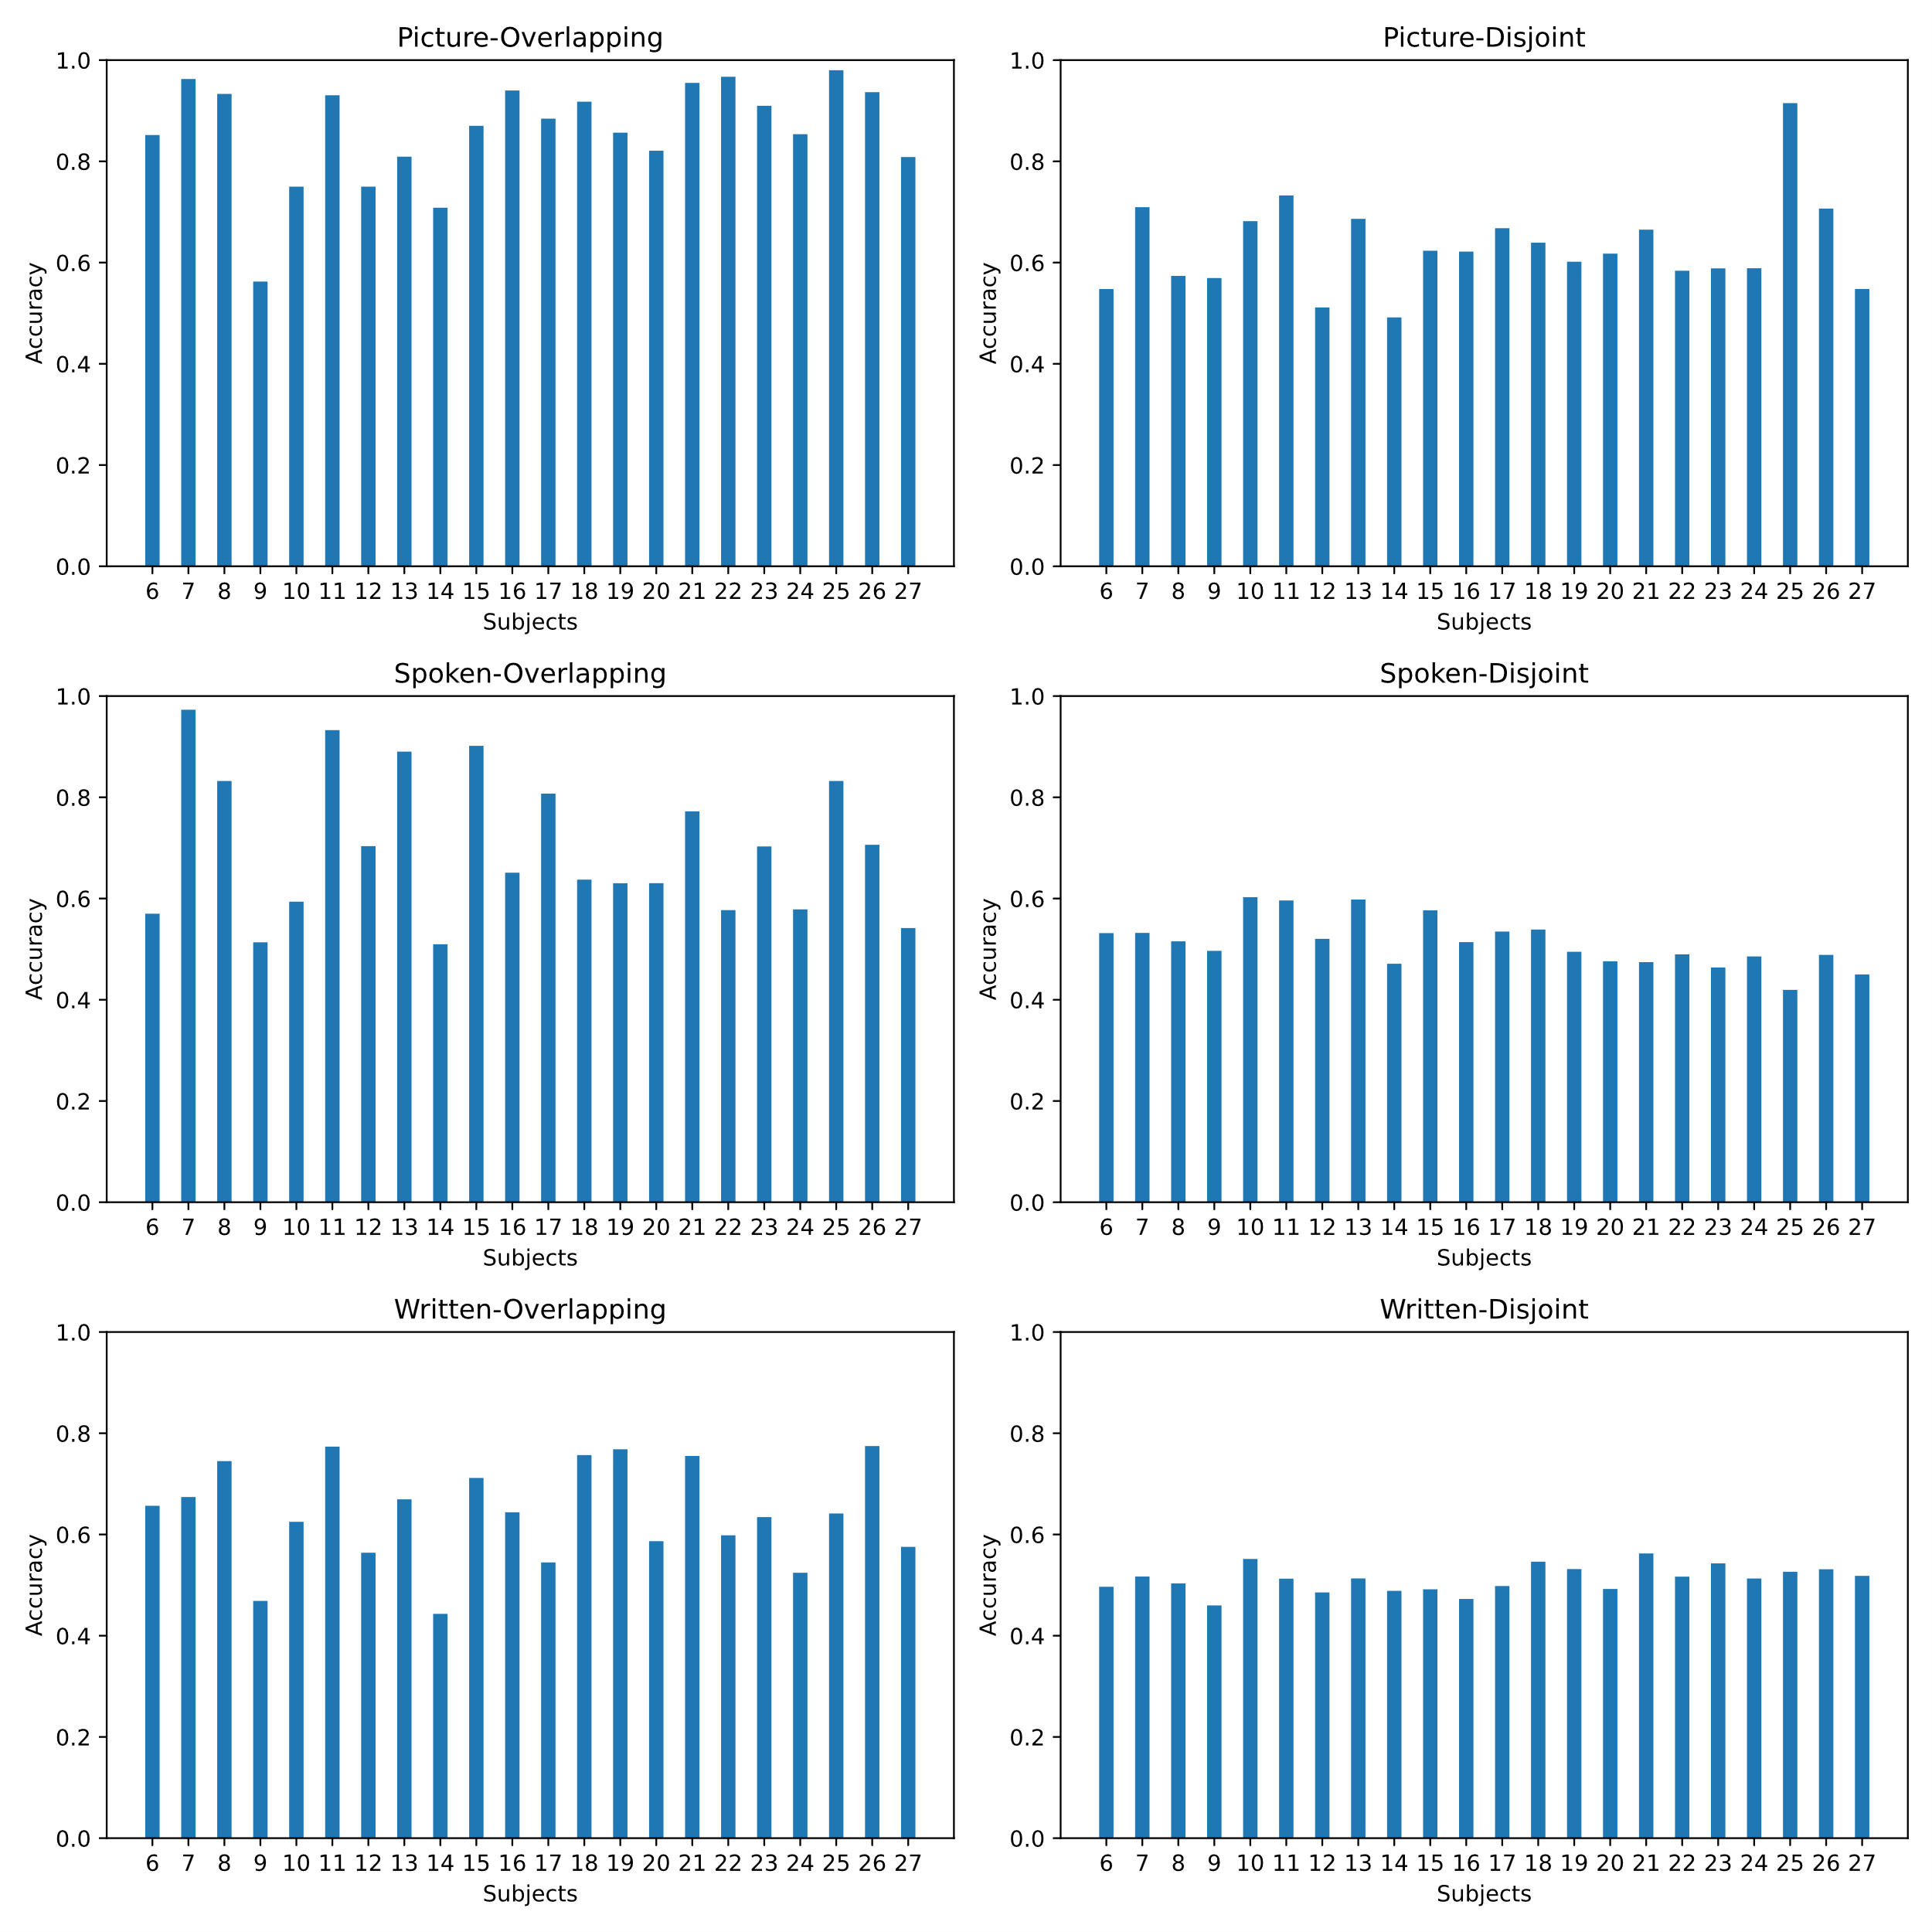 Picture-Overlapping
1.0
0.8
0.6
0.4
0.2
0.0
Accuracy
6 7 8 9 10 11 12 13 14 15 16 17 18 19 20 21 22 23 24 25 26 27
Subjects
Picture-Disjoint
1.0
0.8
0.6
0.4
0.2
0.0
Accuracy
6 7 8 9 10 11 12 13 14 15 16 17 18 19 20 21 22 23 24 25 26 27
Subjects
Spoken-Overlapping
1.0
0.8
0.6
0.4
0.2
0.0
Accuracy
6 7 8 9 10 11 12 13 14 15 16 17 18 19 20 21 22 23 24 25 26 27
Subjects
Spoken-Disjoint
1.0
0.8
0.6
0.4
0.2
0.0
Accuracy
6 7 8 9 10 11 12 13 14 15 16 17 18 19 20 21 22 23 24 25 26 27
Subjects
Written-Overlapping
1.0
0.8
0.6
0.4
0.2
0.0
Accuracy
6 7 8 9 10 11 12 13 14 15 16 17 18 19 20 21 22 23 24 25 26 27
Subjects
Written-Disjoint
1.0
0.8
0.6
0.4
0.2
0.0
Accuracy
6 7 8 9 10 11 12 13 14 15 16 17 18 19 20 21 22 23 24 25 26 27
Subjects